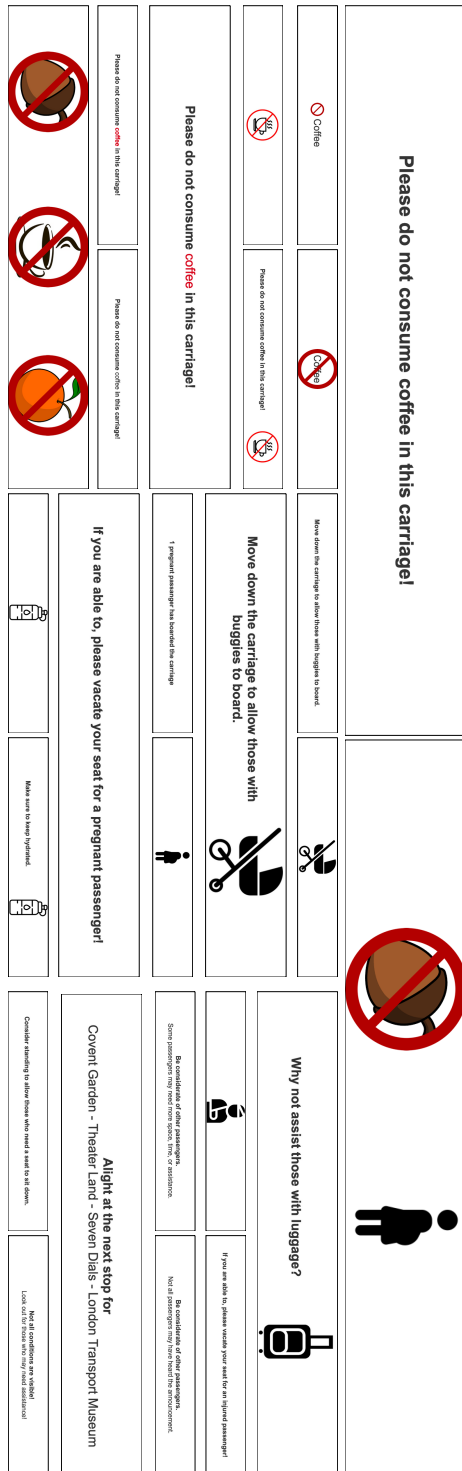 Please do not consume coffee in this carriage!
Coffee
Coffee
Please do not consume coffee in this carriage!
Please do not consume coffee in this carriage!
Please do not consume coffee in this carriage!
Please do not consume coffee in this carriage!
Move down the carriage to allow those with buggies to board.
Move down the carriage to allow those with
buggies to board.
1 pregnant passanger has boarded the carriage
If you are able to, please vacate your seat for a pregnant passenger!
Make sure to keep hydrated.
Why not assist those with luggage?
If you are able to, please vacate your seat for an injured passenger!
Be considerate of other passengers.
Some passengers may need more space, time, or assistance.
Be considerate of other passengers.
Not all passengers may have heard the announcement.
Alight at the next stop for
Covent Garden - Theater Land - Seven Dials - London Transport Museum
Consider standing to allow those who need a seat to sit down.
Not all conditions are visible!
Look out for those who may need assistance!